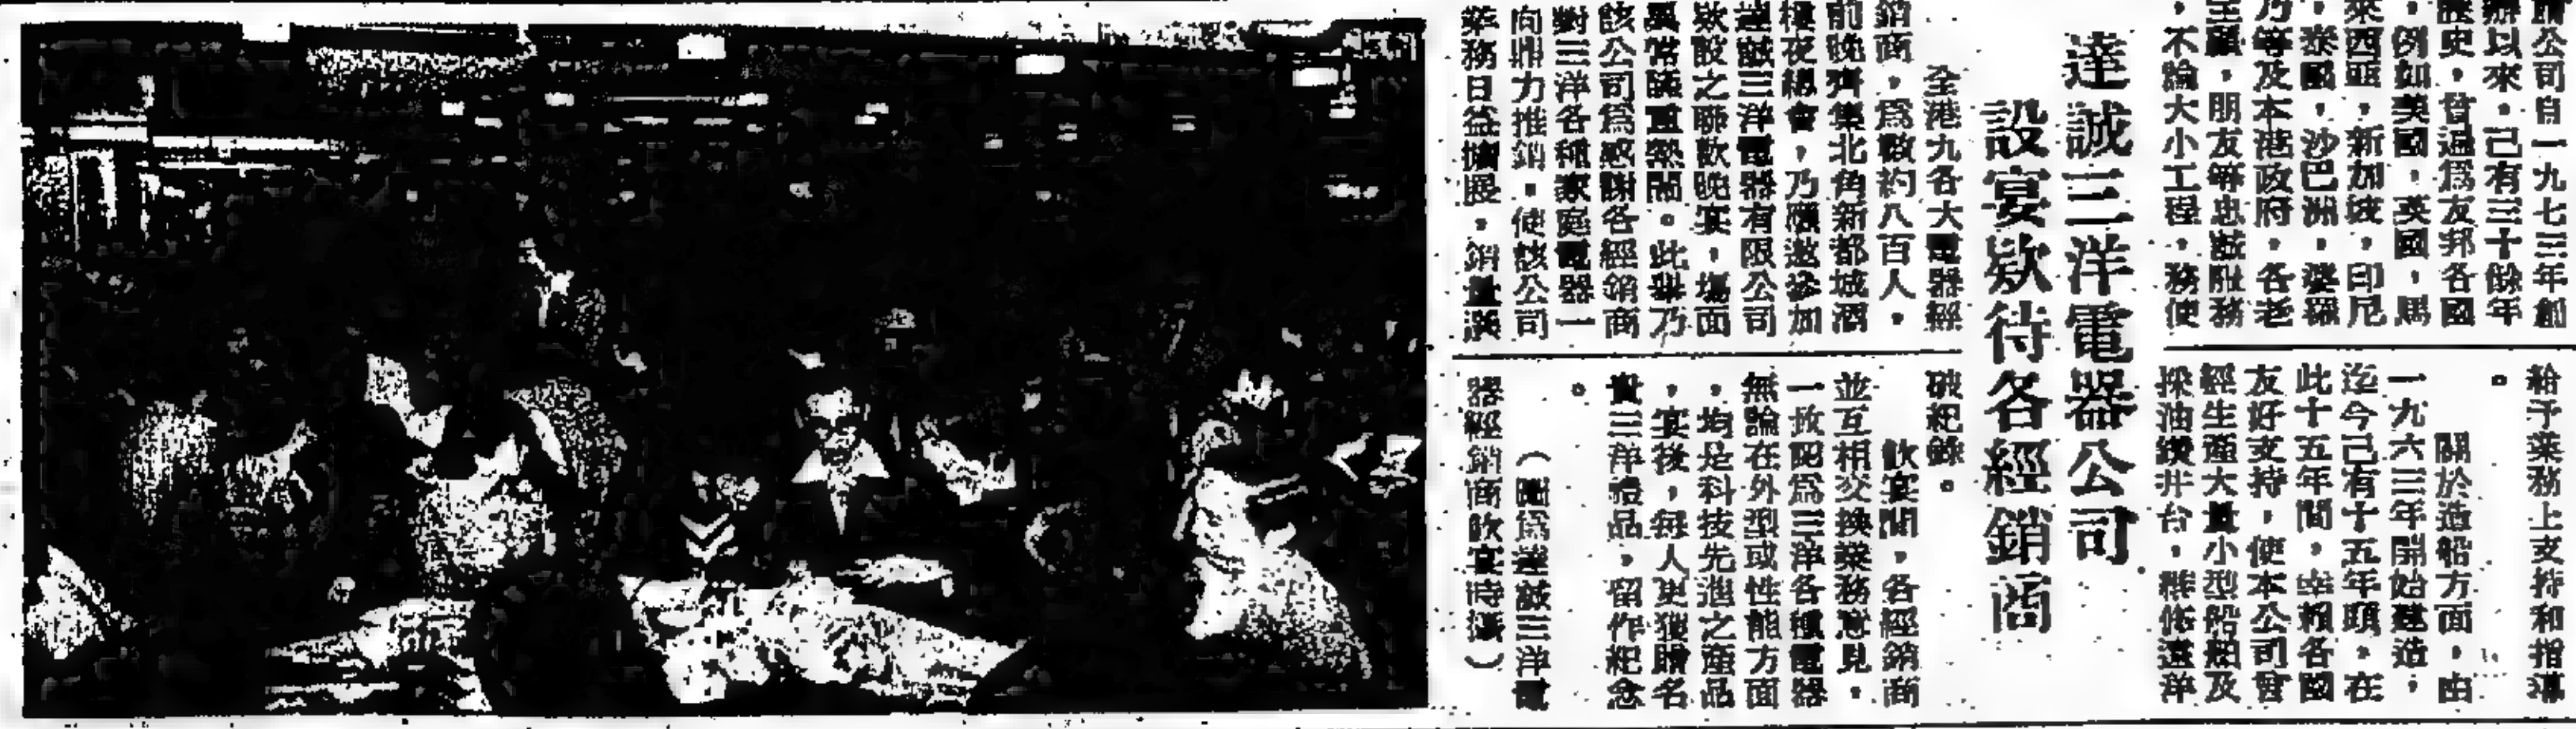 公司自一九七三年創
辦以來，己有三十餘年
歷史，曾遍為友邦各國
，例如美國，英國，馬
來西亞，新加坡，印尼
，泰國，沙巴洲，婆羅
乃等及本港政府，各老
主顧，朋友等忠誠服務
，不論大小工程，務使
給予業務上支持和指導
。
關於造船方面，由
一九六三年開始建造，
迄今己有十五年頭，在
此十五年間，幸賴各國
友好支持，使本公司曾
經生產大量小型船舶及
採油鑽井台，維修遠洋
達誠三洋電器公司
設宴欵待各經銷商
全港九各大電器經
銷商，為數約八百人，
前晚齊集北角新都城酒
樓夜總會，乃應邀參加
達誠三洋電器有限公司
欵設之聯歡晚宴，場面
異常隆重熱鬧。此舉乃
該公司為感謝各經銷商
對三洋各種家庭電器一
向鼎力推銷，使該公司
業務日益擴展，銷量廣
破紀錄。
飲宴間，各經銷商
並互相交換業務意見，
一致認為三洋各種電器
無論在外型或性能方面
，均是科技先進之產品
，宴後，每人更獲贈名
貴三洋禮品，留作紀念
。
（圖為達誠三洋電
器經銷商飲宴時攝）